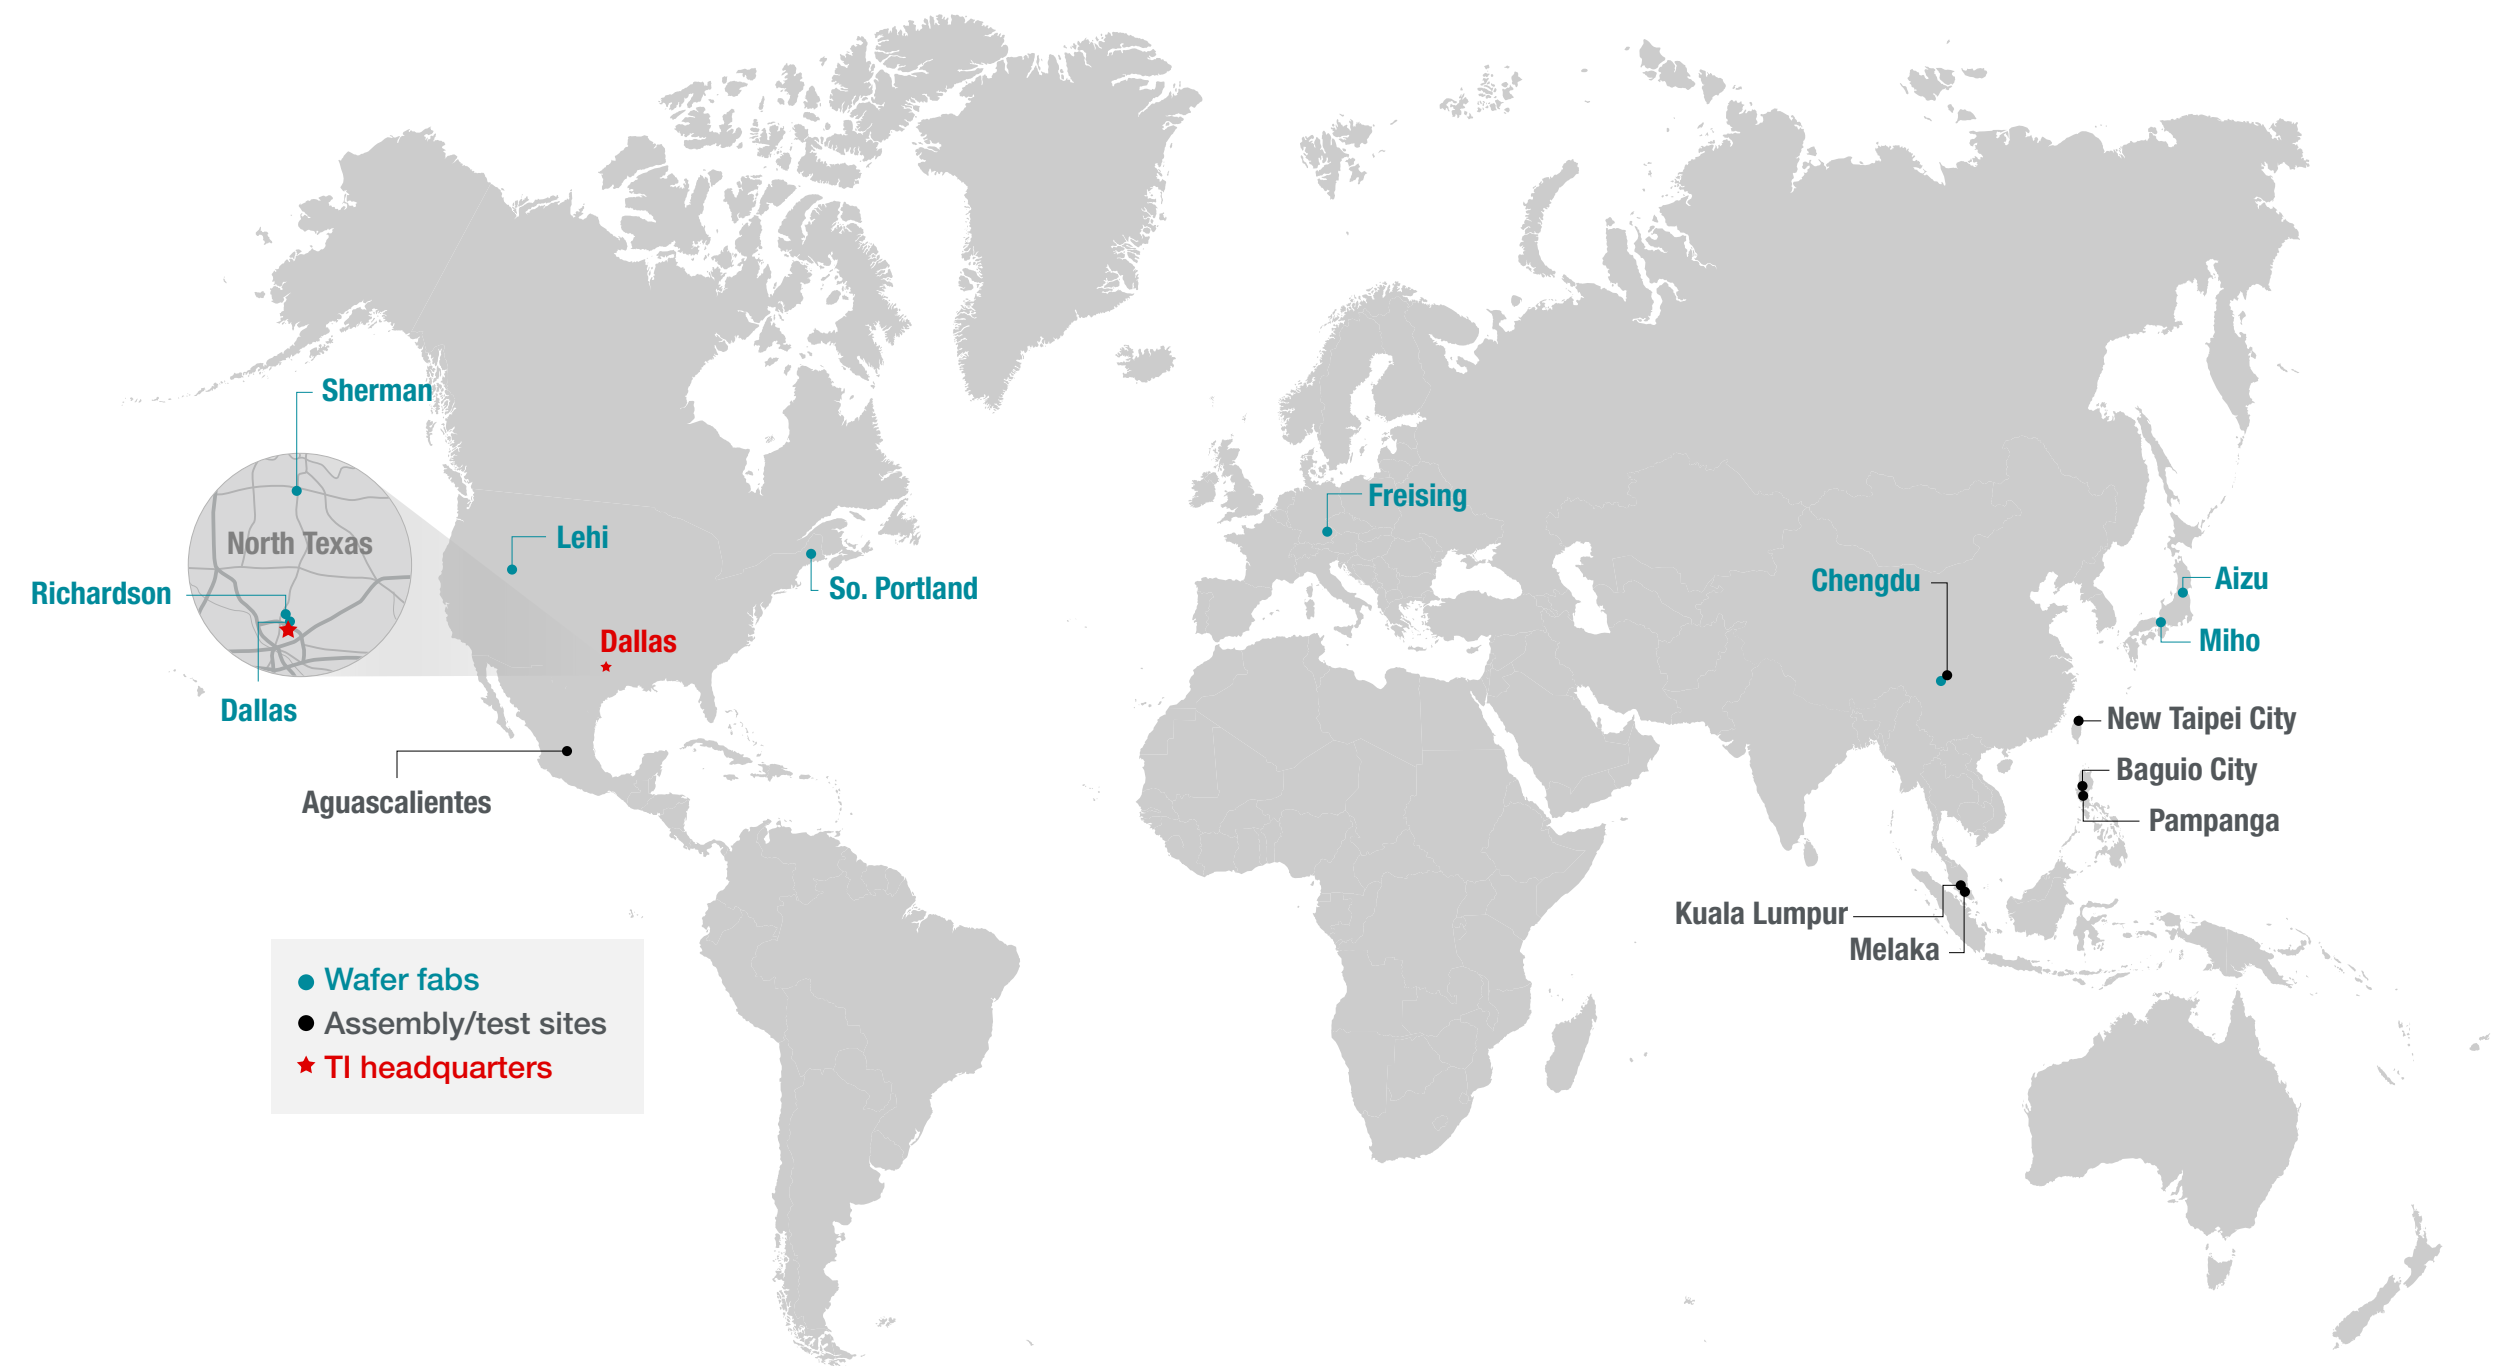 Sherman
North Texas
Richardson
Dallas
Lehi
So. Portland
Dallas
Aguascalientes
Freising
Chengdu
Aizu
Miho
New Taipei City
Baguio City
Pampanga
Kuala Lumpur
Melaka
Wafer fabs
Assembly/test sites
TI headquarters